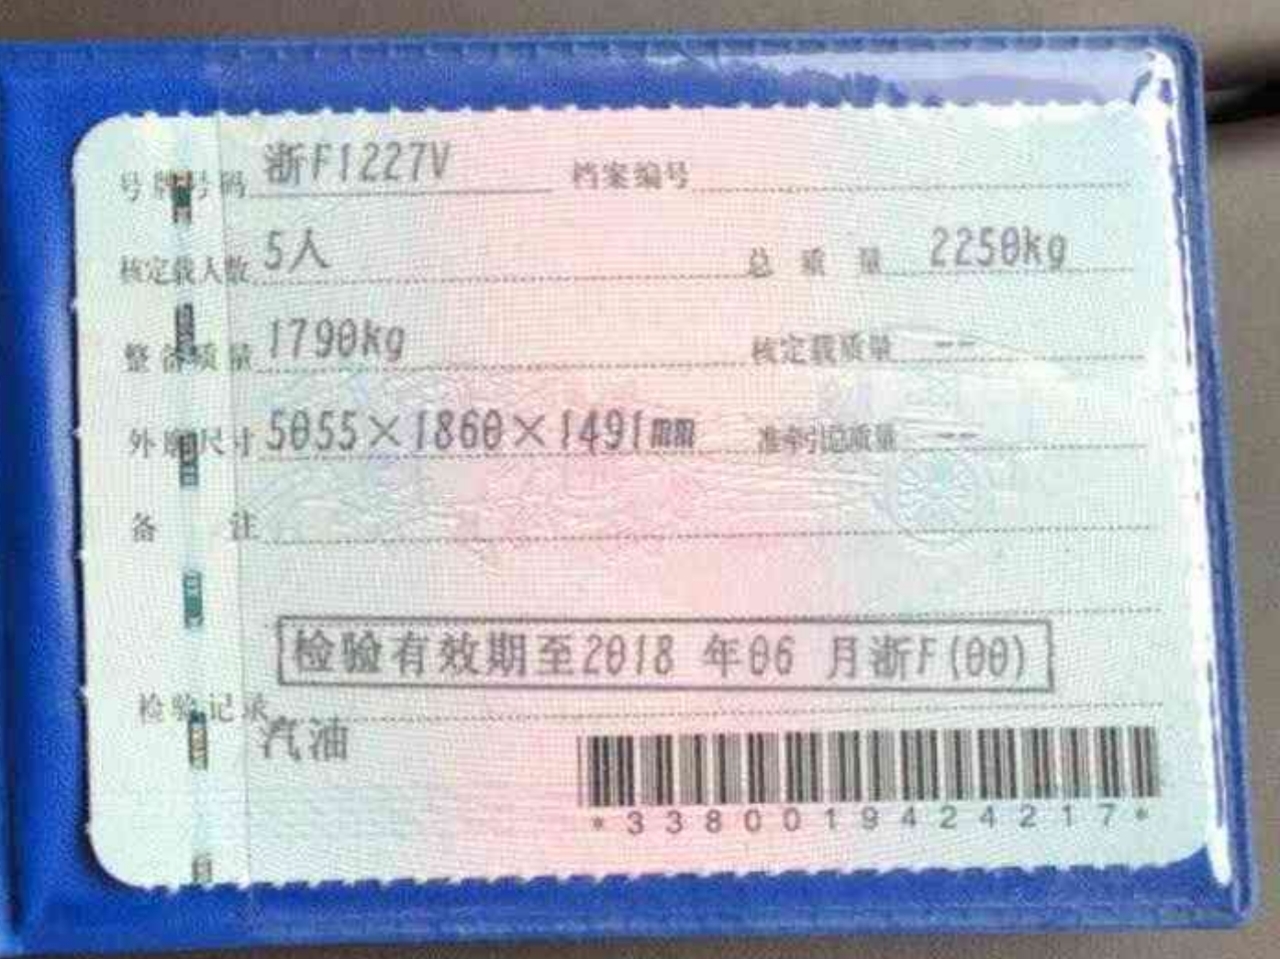 号牌号码 浙F1227V 档案编号
核定载人数 5人 总质量 2250kg
整备质量 1790kg 核定载质量 --
外廓尺寸 5055×1860×1491mm 准牵引总质量 --
备注
检验有效期至2018 年06 月浙F(00)
检验记录
汽油
*3380019424217*